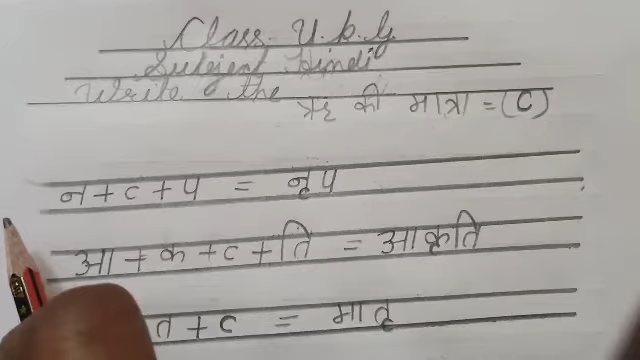 Class- U.k.G
Subject Hindi
Write the ऋ की मात्रा = (ृ)
न + ृ + प = नृप
आ + क + ृ + ति = आकृति
त + ृ = मातृ